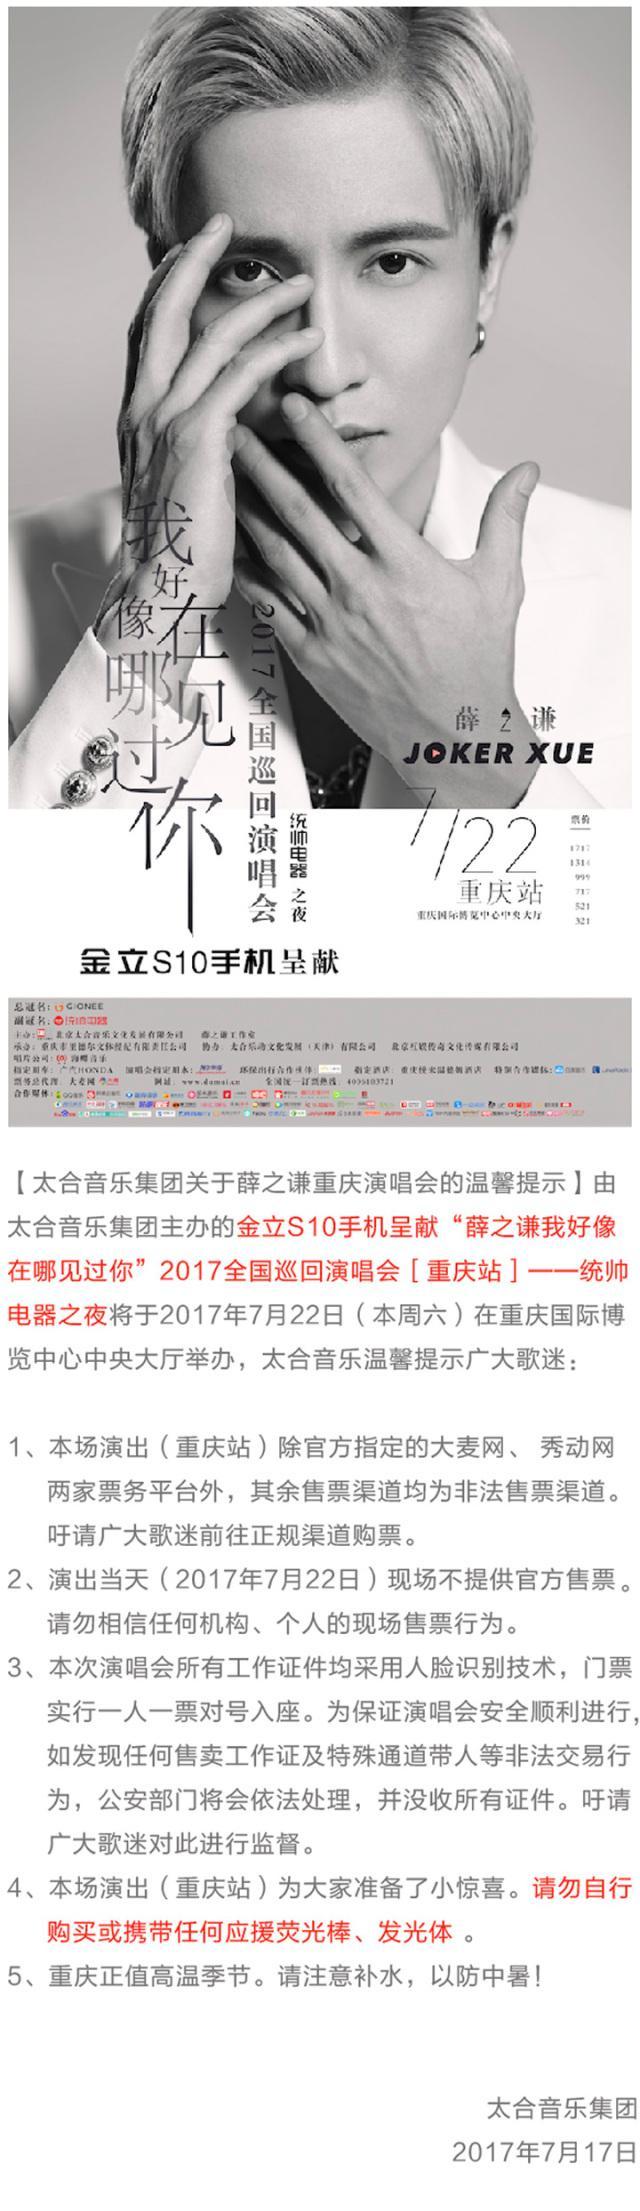 我好像在哪见过你
2017全国巡回演唱会
统帅电器之夜
薛之谦
JOKER XUE
7/22
重庆站
重庆国际博览中心中央大厅
票价
1717
1314
999
717
521
321
金立S10手机呈献
总冠名: GIONEE
副冠名: 统帅电器
主办: 北京太合音乐文化发展有限公司 薛之谦工作室
协办: 太合乐动文化发展（天津）有限公司 北京互娱传奇文化传媒有限公司
唱片公司: 海蝶音乐
指定用车: 广汽HONDA
票务总代理: 大麦网 网址: www.damai.cn 全国统一订票热线: 4006103721
合作媒体:
【太合音乐集团关于薛之谦重庆演唱会的温馨提示】由
太合音乐集团主办的金立S10手机呈献“薛之谦我好像
在哪见过你”2017全国巡回演唱会［重庆站］——统帅
电器之夜将于2017年7月22日（本周六）在重庆国际博
览中心中央大厅举办，太合音乐温馨提示广大歌迷：
1、本场演出（重庆站）除官方指定的大麦网、 秀动网
两家票务平台外，其余售票渠道均为非法售票渠道。
吁请广大歌迷前往正规渠道购票。
2、演出当天（2017年7月22日）现场不提供官方售票。
请勿相信任何机构、个人的现场售票行为。
3、本次演唱会所有工作证件均采用人脸识别技术，门票
实行一人一票对号入座。为保证演唱会安全顺利进行，
如发现任何售卖工作证及特殊通道带人等非法交易行
为，公安部门将会依法处理，并没收所有证件。吁请
广大歌迷对此进行监督。
4、本场演出（重庆站）为大家准备了小惊喜。请勿自行
购买或携带任何应援荧光棒、发光体 。
5、重庆正值高温季节。请注意补水，以防中暑！
太合音乐集团
2017年7月17日